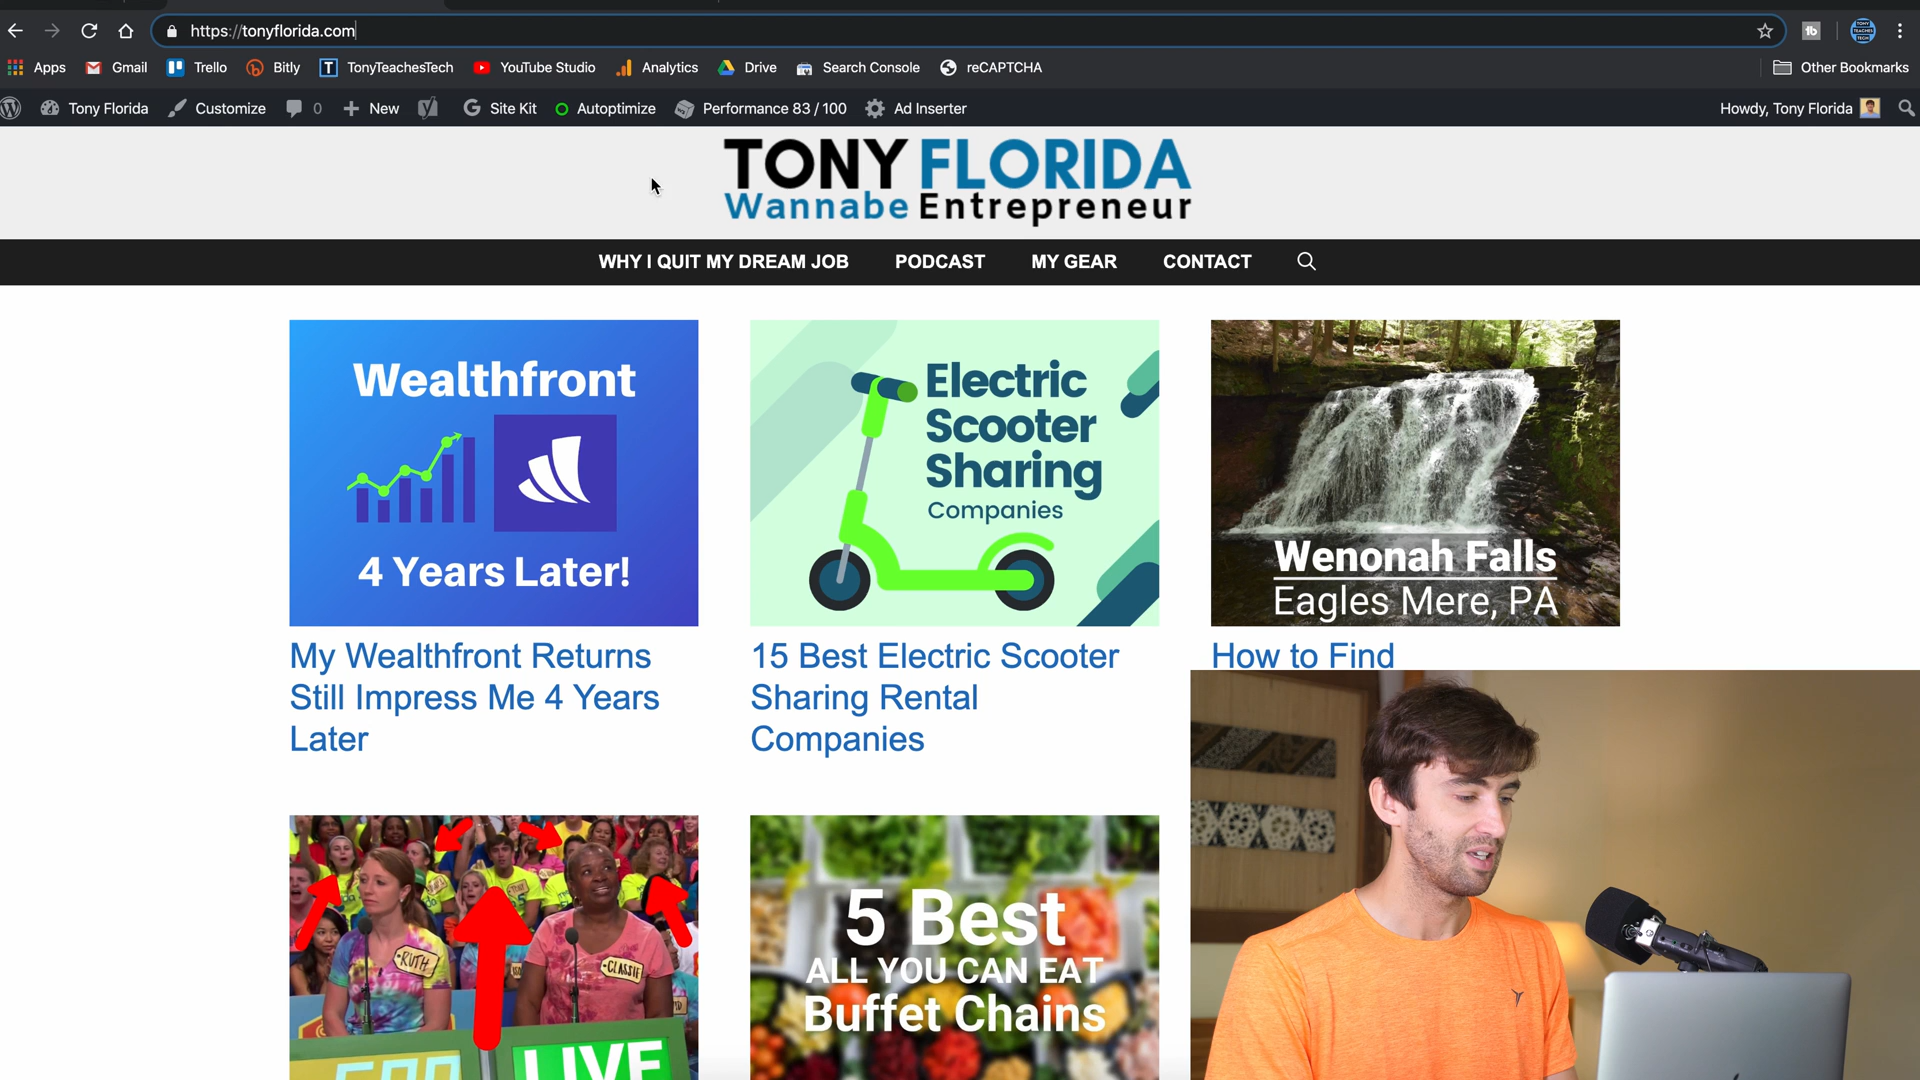 https://tonyflorida.com
Apps Gmail Trello Bitly T TonyTeachesTech YouTube Studio Analytics Drive Search Console reCAPTCHA Other Bookmarks
Tony Florida Customize 0 New Site Kit Autoptimize Performance 83 / 100 Ad Inserter Howdy, Tony Florida
TONY FLORIDA
Wannabe Entrepreneur
WHY I QUIT MY DREAM JOB PODCAST MY GEAR CONTACT
Wealthfront
4 Years Later!
My Wealthfront Returns
Still Impress Me 4 Years
Later
Electric
Scooter
Sharing
Companies
15 Best Electric Scooter
Sharing Rental
Companies
Wenonah Falls
Eagles Mere, PA
How to Find
RUTH
CLASSIE
LIVE
5 Best
ALL YOU CAN EAT
Buffet Chains